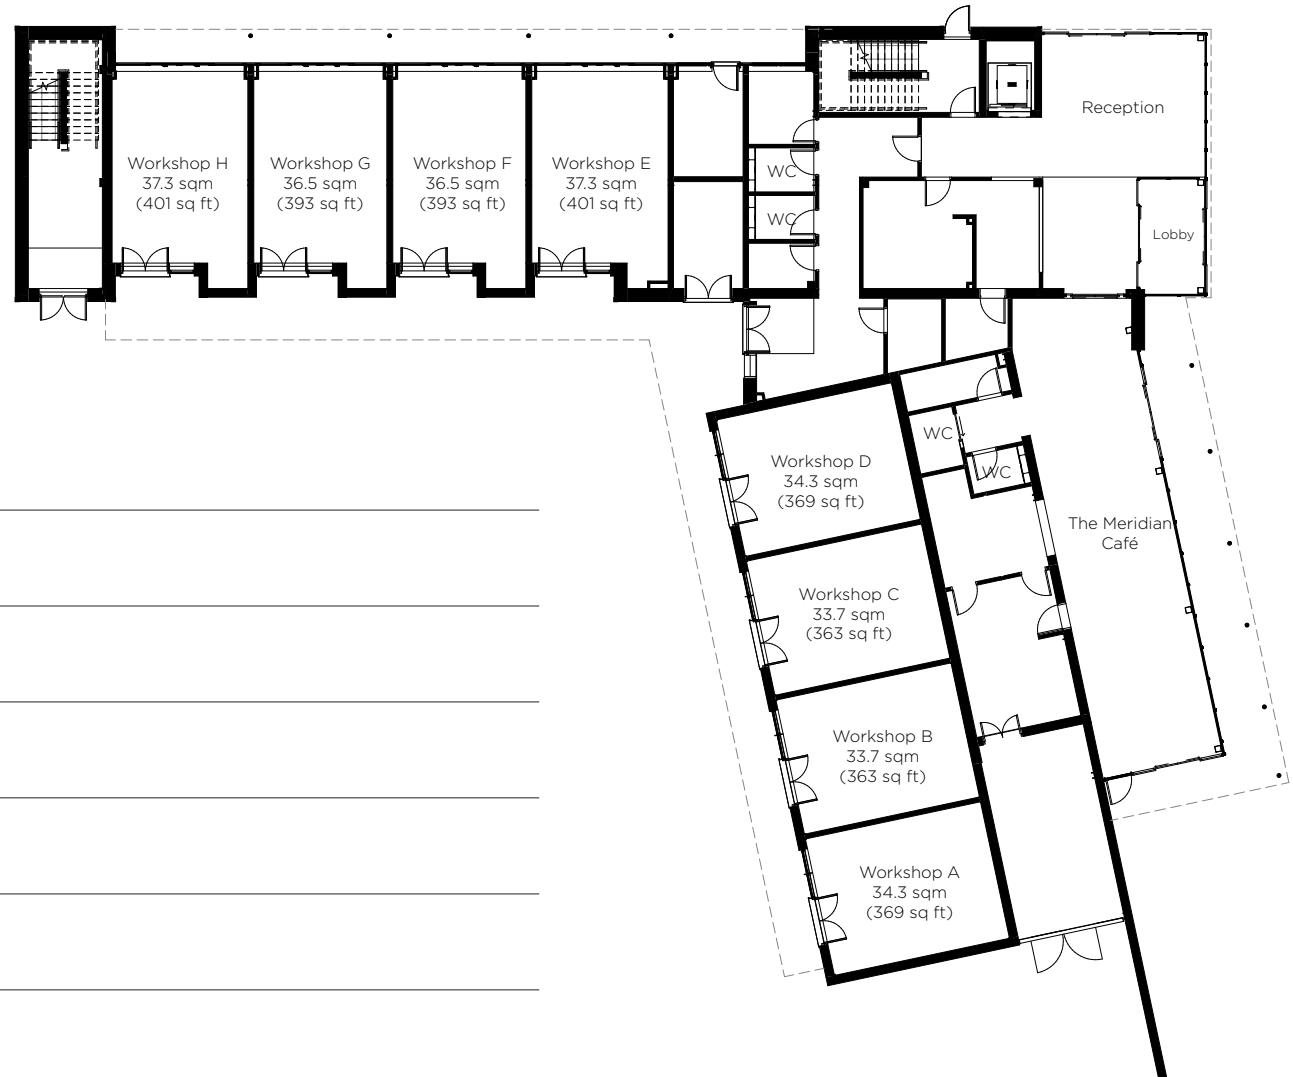 Reception
Workshop H
37.3 sqm
(401 sq ft)
Workshop G
36.5 sqm
(393 sq ft)
Workshop F
36.5 sqm
(393 sq ft)
Workshop E
37.3 sqm
(401 sq ft)
WC
WC
Lobby
WC
WC
Workshop D
34.3 sqm
(369 sq ft)
The Meridian
Café
Workshop C
33.7 sqm
(363 sq ft)
Workshop B
33.7 sqm
(363 sq ft)
Workshop A
34.3 sqm
(369 sq ft)